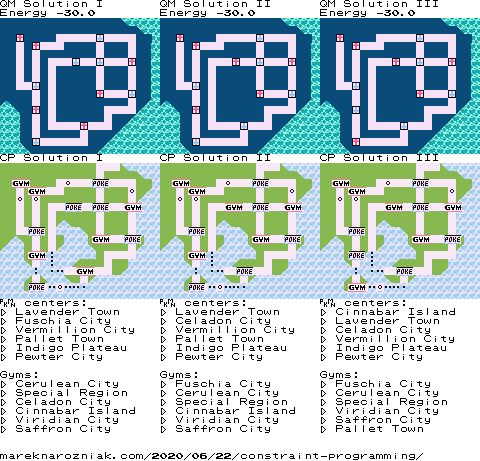 QM Solution I QM Solution II QM Solution III
Energy -30.0 Energy -30.0 Energy -30.0
CP Solution I CP Solution II CP Solution III
GYM POKE GYM POKE GYM POKE
GYM GYM GYM
POKE POKE GYM GYM POKE GYM GYM POKE GYM
POKE POKE POKE
GYM POKE GYM POKE GYM POKE
GYM GYM GYM
GYM POKE GYM
POKE POKE POKE
PKMN centers: PKMN centers: PKMN centers:
Lavender Town Lavender Town Cinnabar Island
Fuschia City Celadon City Lavender Town
Vermillion City Vermillion City Celadon City
Pallet Town Pallet Town Vermillion City
Indigo Plateau Indigo Plateau Indigo Plateau
Pewter City Pewter City Pewter City
Gyms: Gyms: Gyms:
Cerulean City Fuschia City Fuschia City
Special Region Cerulean City Cerulean City
Celadon City Special Region Special Region
Cinnabar Island Cinnabar Island Viridian City
Viridian City Viridian City Saffron City
Saffron City Saffron City Pallet Town
mareknarozniak.com/2020/06/22/constraint-programming/